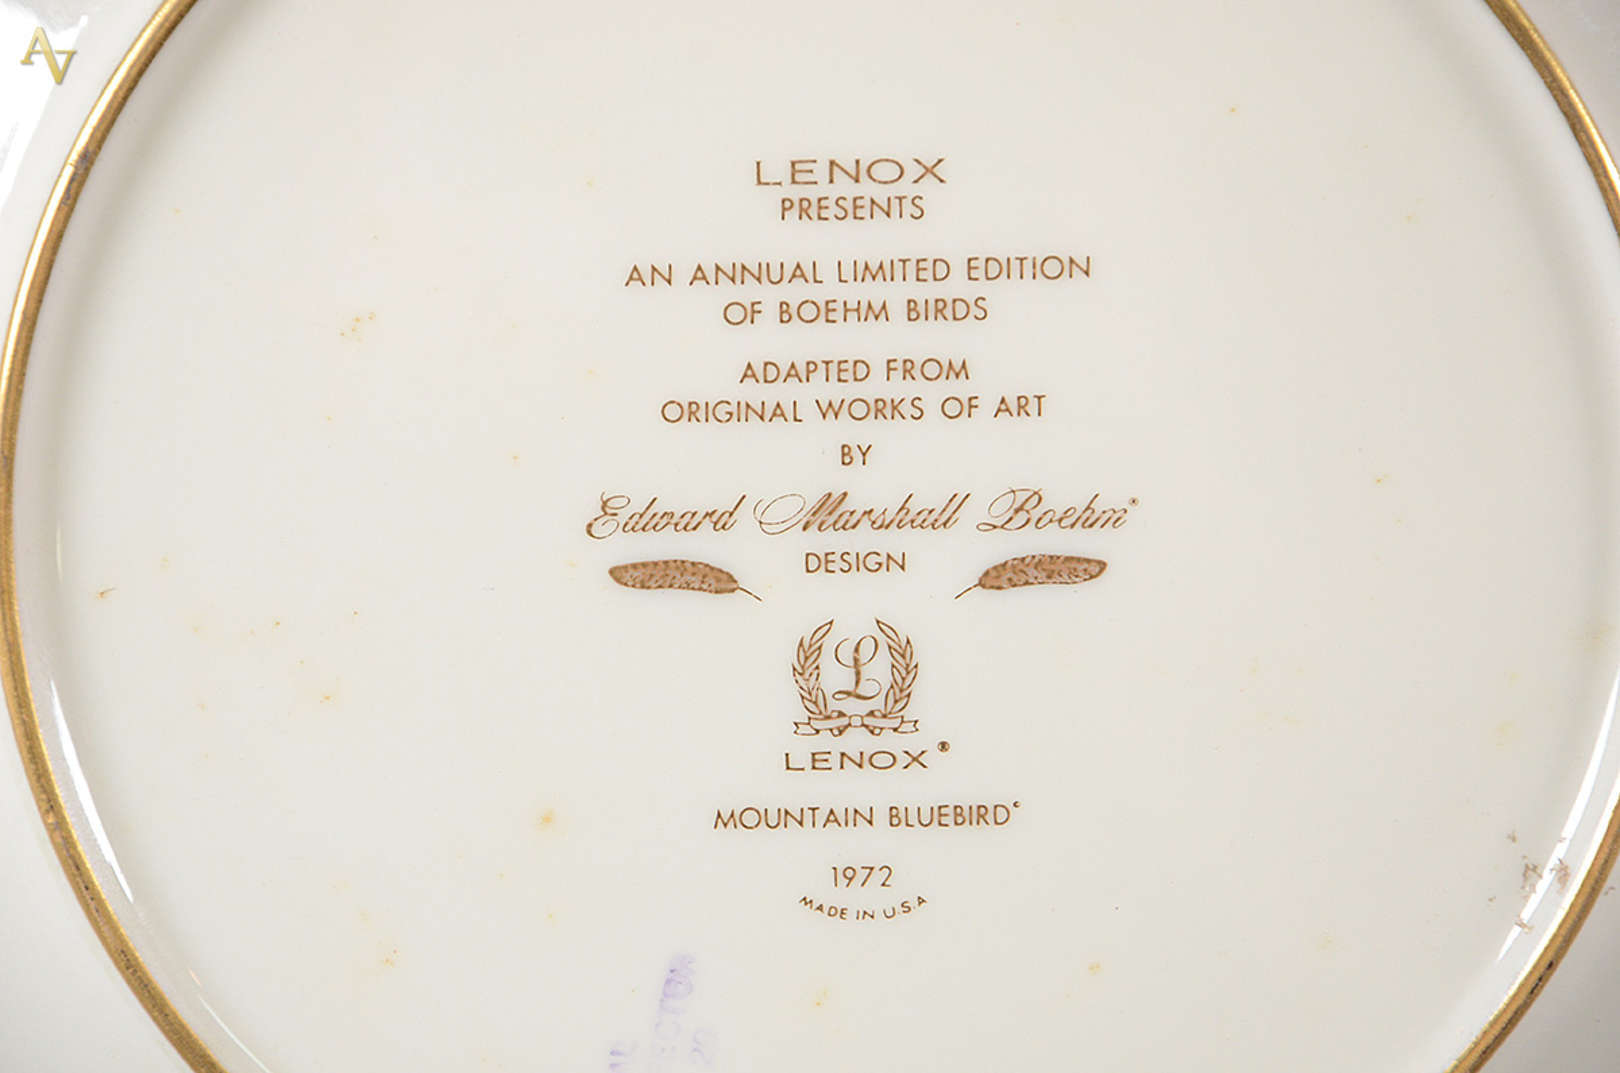 AV
LENOX
PRESENTS
AN ANNUAL LIMITED EDITION
OF BOEHM BIRDS
ADAPTED FROM
ORIGINAL WORKS OF ART
BY
Edward Marshall Boehm®
DESIGN
L
LENOX®
MOUNTAIN BLUEBIRD©
1972
MADE IN U.S.A